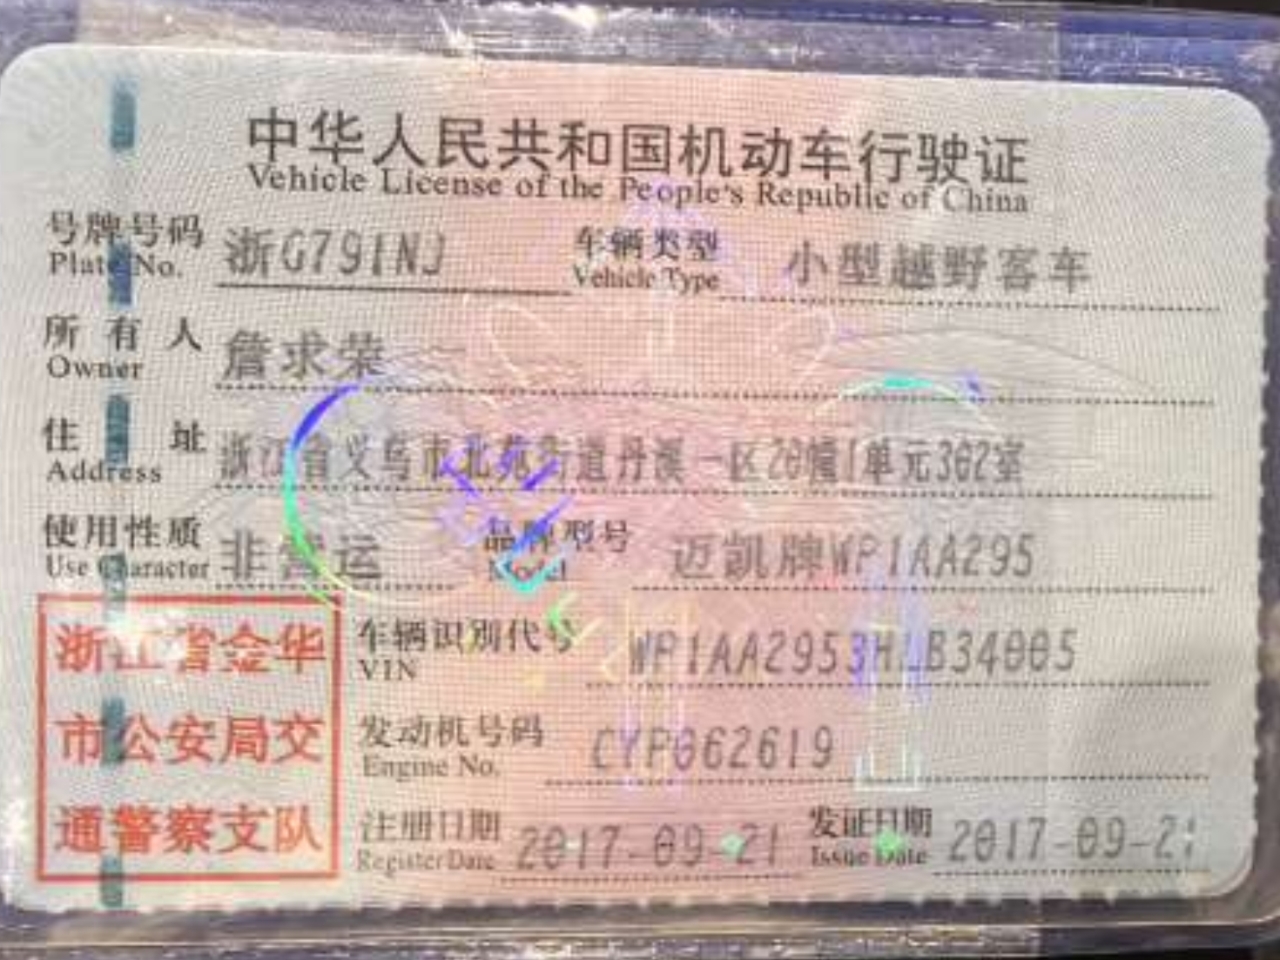 中华人民共和国机动车行驶证
Vehicle License of the People's Republic of China
号牌号码 浙G791NJ 车辆类型 小型越野客车
Plate No. Vehicle Type
所有人 詹求荣
Owner
住址 浙江省义乌市北苑街道丹溪一区20幢1单元302室
Address
使用性质 非营运 品牌型号 迈凯牌WP1AA295
Use Character Model
浙江省金华
市公安局交
通警察支队
车辆识别代号
VIN
发动机号码 CYP062619
Engine No.
注册日期 2017-09-21 发证日期 2017-09-21
Register Date Issue Date